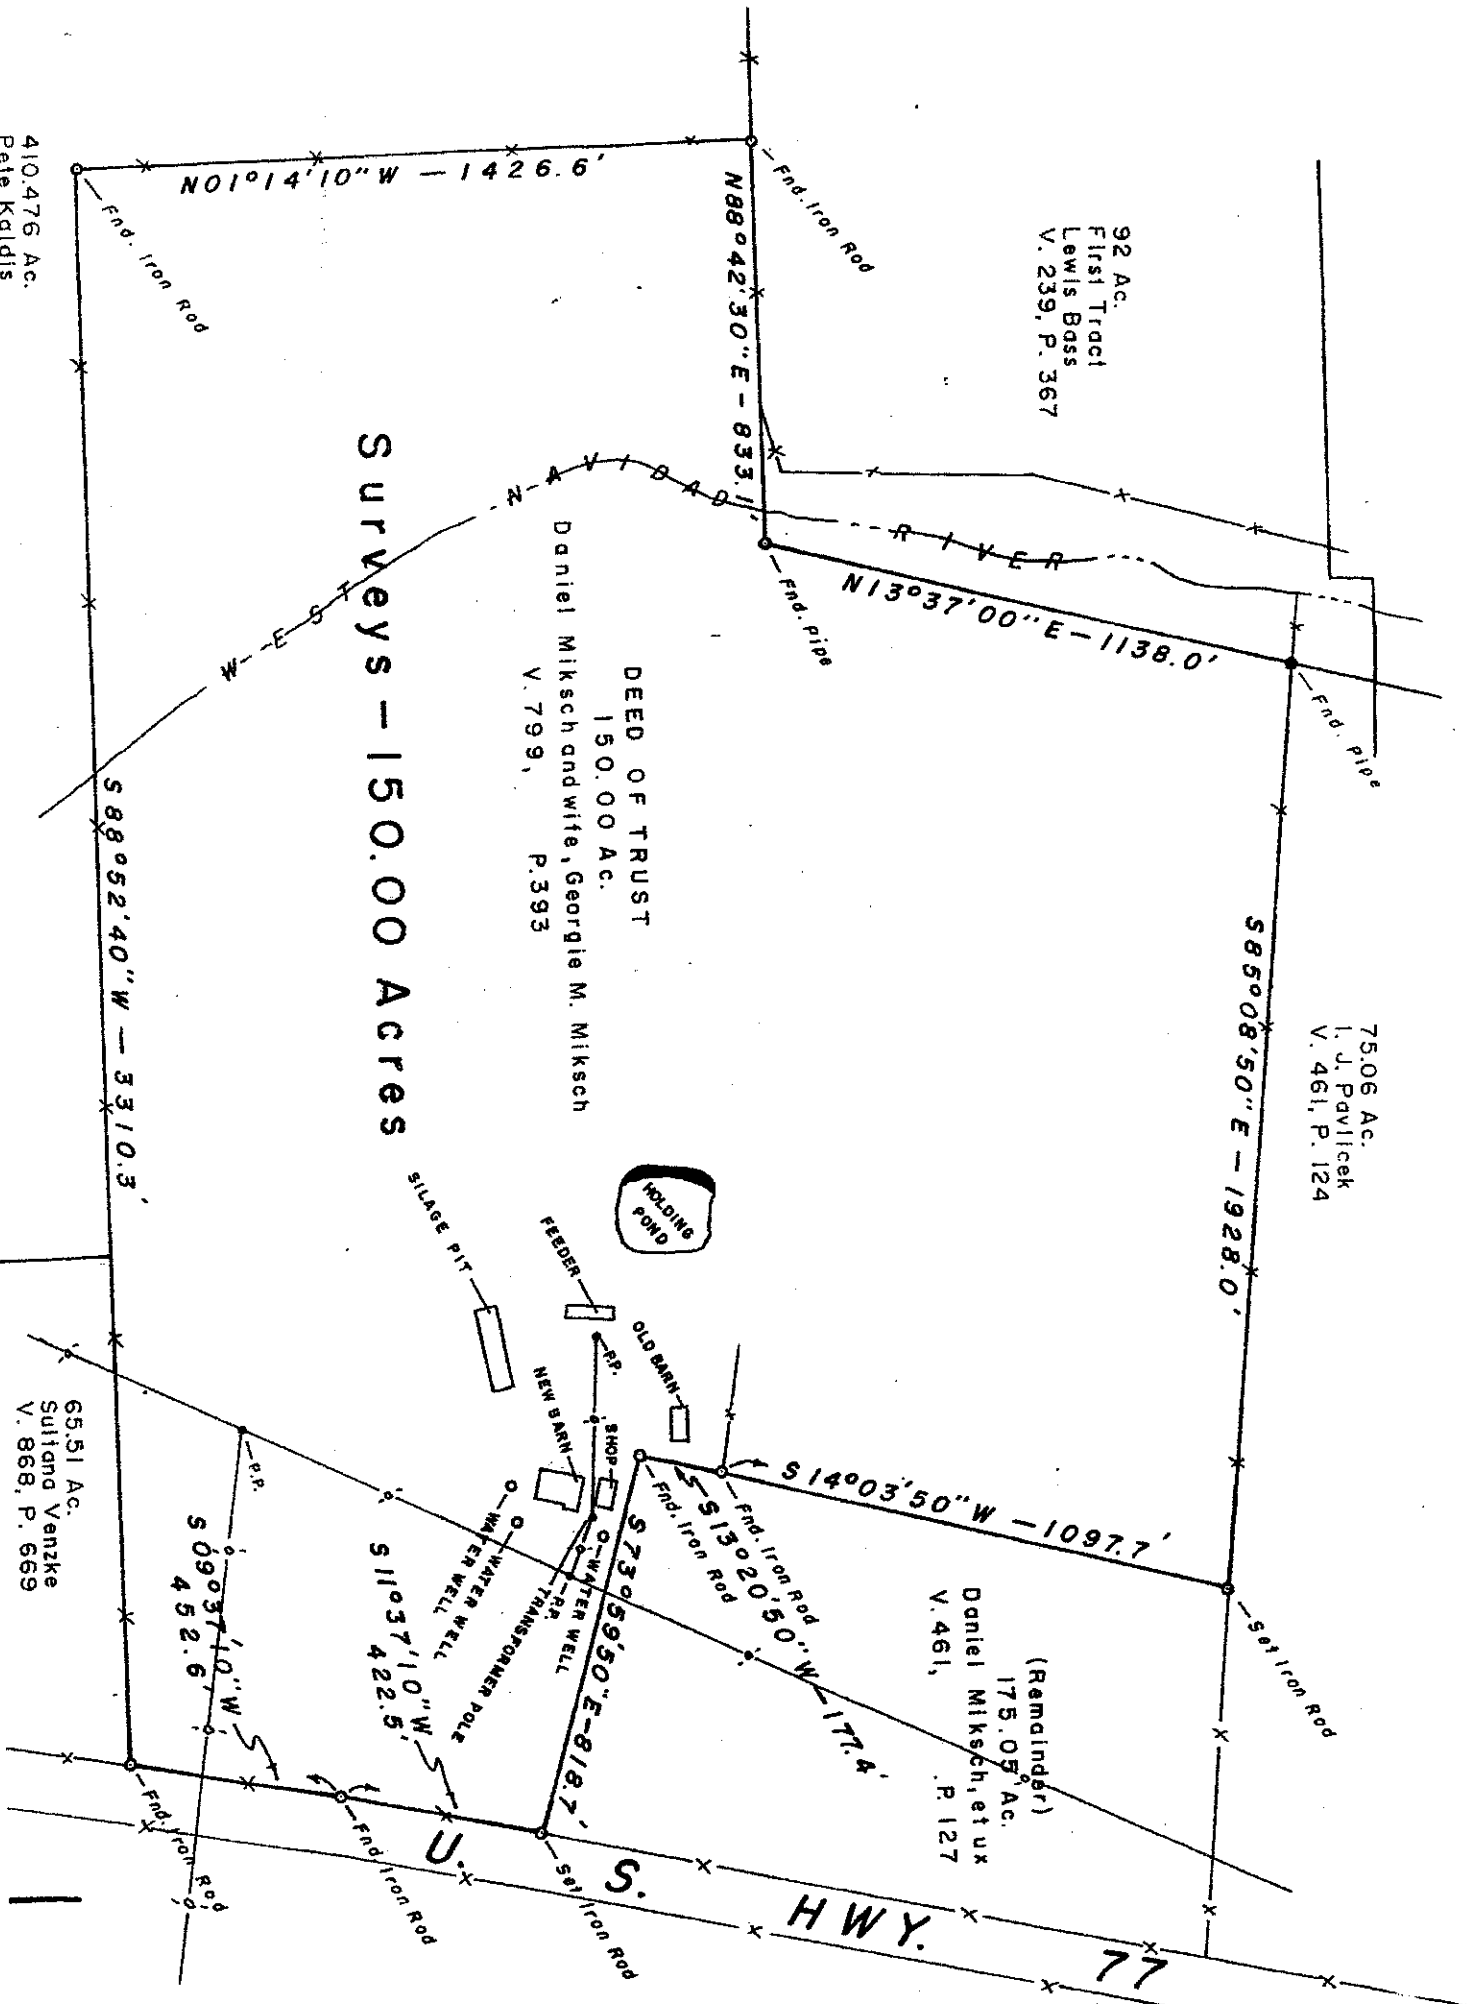 92 Ac.
First Tract
Lewis Bass
V. 239, P. 367
75.06 Ac.
I. J. Pavlicek
V. 461, P. 124
Fnd. Iron Rod
N01°14'10"W — 1426.6'
Fnd. Iron Rod
N88°42'30"E - 833.1'
Fnd. pipe
N13°37'00"E - 1138.0'
Fnd. pipe
S85°08'50"E - 1928.0'
Set Iron Rod
S14°03'50"W - 1097.7'
Fnd. Iron Rod
S13°20'50"W - 177.4'
Fnd. Iron Rod
S73°59'50"E - 818.7'
Set Iron Rod
S11°37'10"W
422.5'
Fnd. Iron Rod
S09°37'10"W
452.6'
Fnd. Iron Rod
S88°52'40"W — 3310.3'
WEST NAVIDAD RIVER
DEED OF TRUST
150.00 Ac.
Daniel Miksch and wife, Georgie M. Miksch
V. 799, P. 393
Surveys - 150.00 Acres
HOLDING
POND
FEEDER
SILAGE PIT
OLD BARN
P.P.
SHOP
NEW BARN
WATER WELL
P.P.
TRANSFORMER POLE
WATER WELL
WATER WELL
P.P.
(Remainder)
175.05 Ac.
Daniel Miksch, et ux
V. 461, P. 127
U. S. HWY. 77
410.476 Ac.
Pete Kaldis
65.51 Ac.
Sultana Venzke
V. 868, P. 669